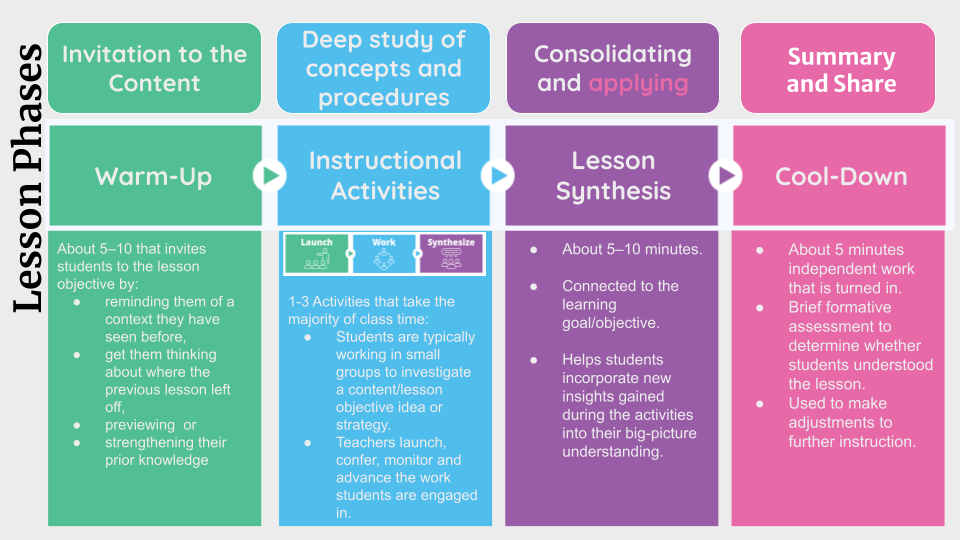 Lesson Phases
Invitation to the
Content
Deep study of
concepts and
procedures
Consolidating
and applying
Summary
and Share
Warm-Up
Instructional
Activities
Lesson
Synthesis
Cool-Down
About 5–10 that invites
students to the lesson
objective by:
● reminding them of a
context they have
seen before,
● get them thinking
about where the
previous lesson left
off,
● previewing or
● strengthening their
prior knowledge
Launch
Work
Synthesize
1-3 Activities that take the
majority of class time:
● Students are typically
working in small
groups to investigate
a content/lesson
objective idea or
strategy.
● Teachers launch,
confer, monitor and
advance the work
students are engaged
in.
● About 5–10 minutes.
● Connected to the
learning
goal/objective.
● Helps students
incorporate new
insights gained
during the activities
into their big-picture
understanding.
● About 5 minutes
independent work
that is turned in.
● Brief formative
assessment to
determine whether
students understood
the lesson.
● Used to make
adjustments to
further instruction.